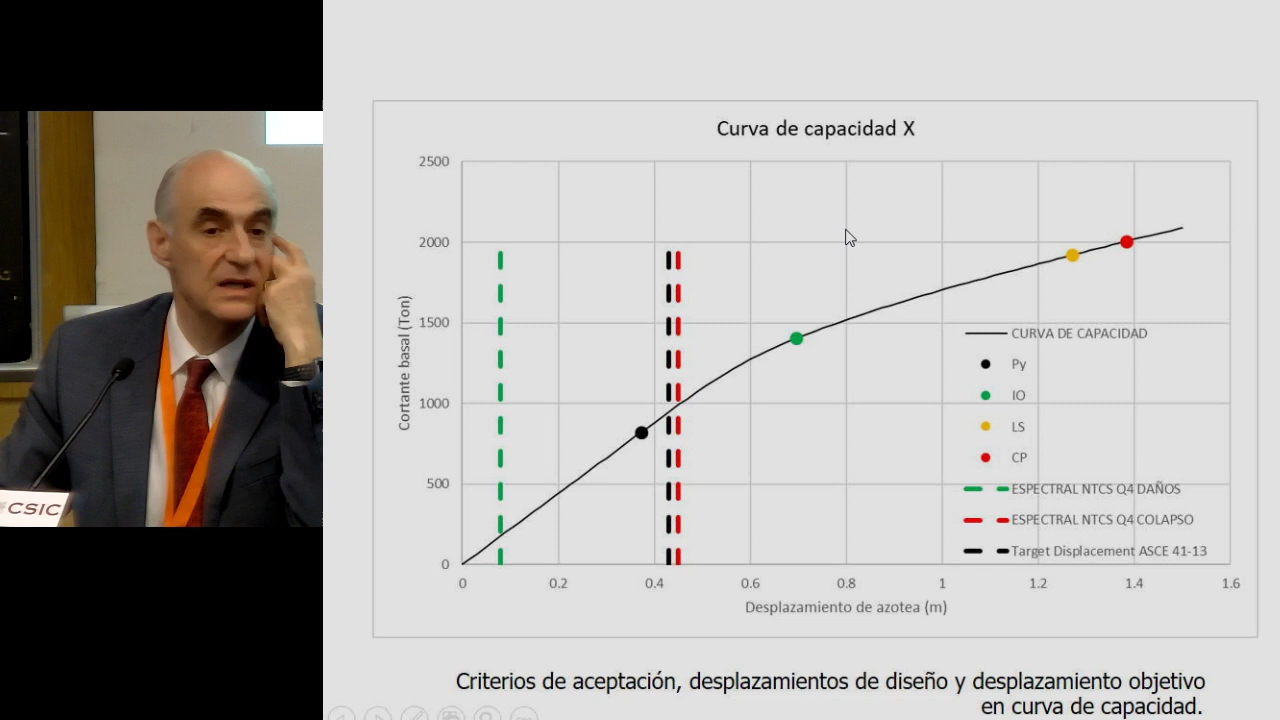 Curva de capacidad X
2500
2000
1500
1000
500
0
Cortante basal (Ton)
0 0.2 0.4 0.6 0.8 1 1.2 1.4 1.6
Desplazamiento de azotea (m)
CURVA DE CAPACIDAD
Py
IO
LS
CP
ESPECTRAL NTCS Q4 DAÑOS
ESPECTRAL NTCS Q4 COLAPSO
Target Displacement ASCE 41-13
Criterios de aceptación, desplazamientos de diseño y desplazamiento objetivo
en curva de capacidad.
CSIC